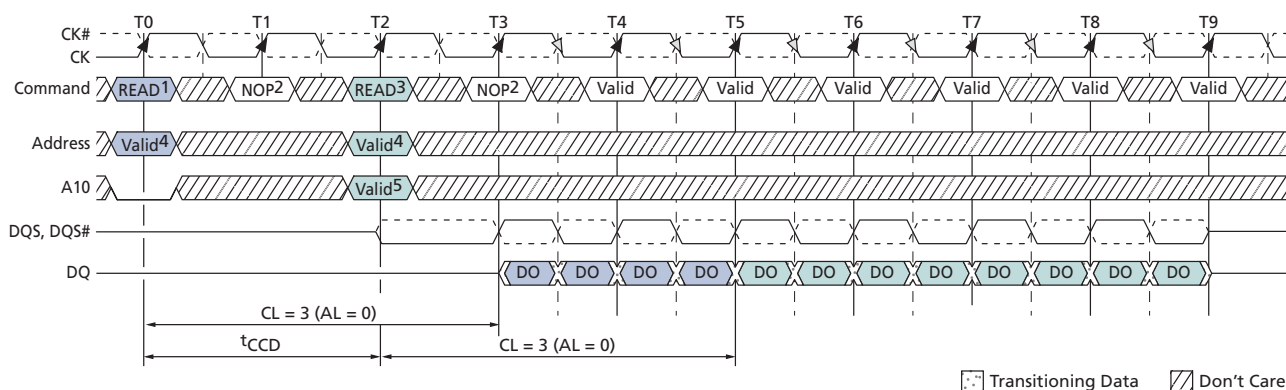 T0 T1 T2 T3 T4 T5 T6 T7 T8 T9
CK#
CK
Command READ1 NOP2 READ3 NOP2 Valid Valid Valid Valid Valid Valid
Address Valid4 Valid4
A10 Valid5
DQS, DQS#
DQ DO DO DO DO DO DO DO DO DO DO DO DO
CL = 3 (AL = 0)
tCCD CL = 3 (AL = 0)
Transitioning Data Don't Care